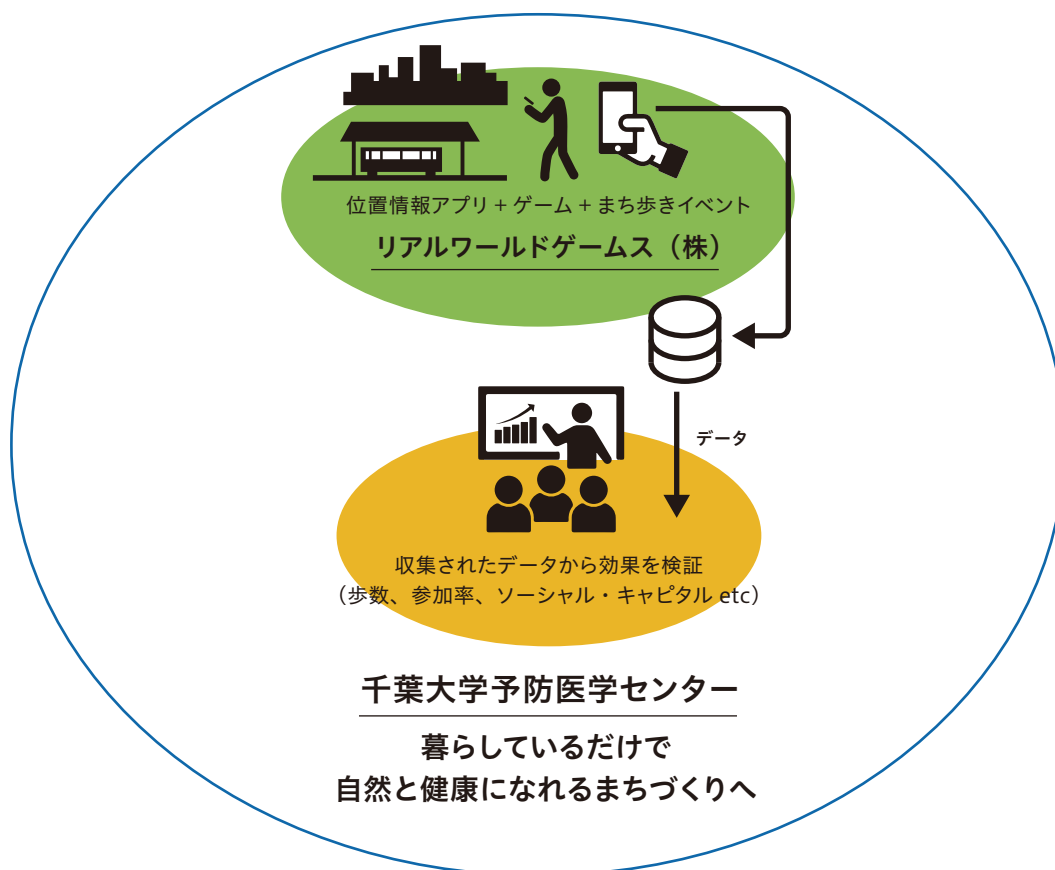 位置情報アプリ + ゲーム + まち歩きイベント
リアルワールドゲームス（株）
データ
収集されたデータから効果を検証
（歩数、参加率、ソーシャル・キャピタル etc）
千葉大学予防医学センター
暮らしているだけで
自然と健康になれるまちづくりへ